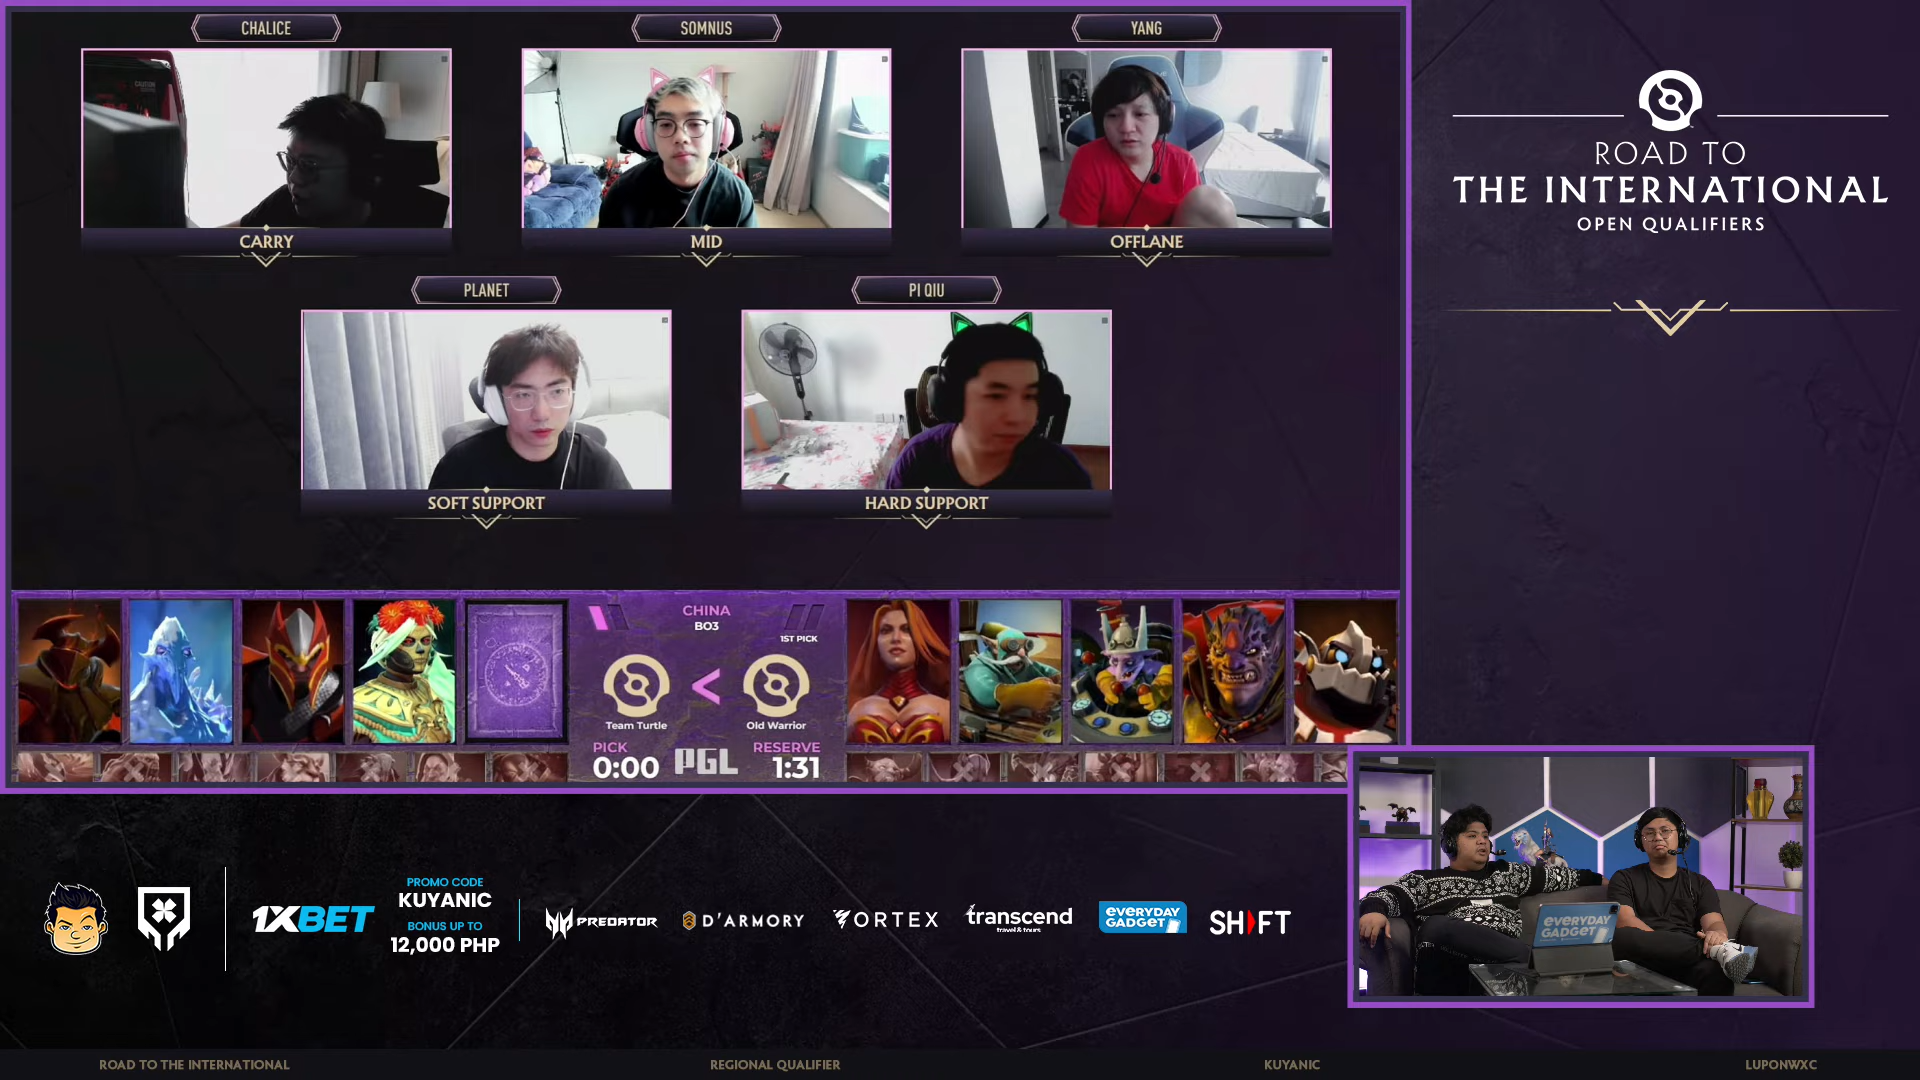 CHALICE
SOMNUS
YANG
CARRY
MID
OFFLANE
PLANET
PI QIU
SOFT SUPPORT
HARD SUPPORT
ROAD TO
THE INTERNATIONAL
OPEN QUALIFIERS
CHINA
BO3
1ST PICK
<
Team Turtle
Old Warrior
PICK
0:00
PGL
RESERVE
1:31
1XBET
PROMO CODE
KUYANIC
BONUS UP TO
12,000 PHP
PREDATOR
D'ARMORY
VORTEX
transcend
travel & tours
EVERYDAY
GADGET
SHIFT
EVERYDAY
GADGET
ROAD TO THE INTERNATIONAL
REGIONAL QUALIFIER
KUYANIC
LUPONWXC